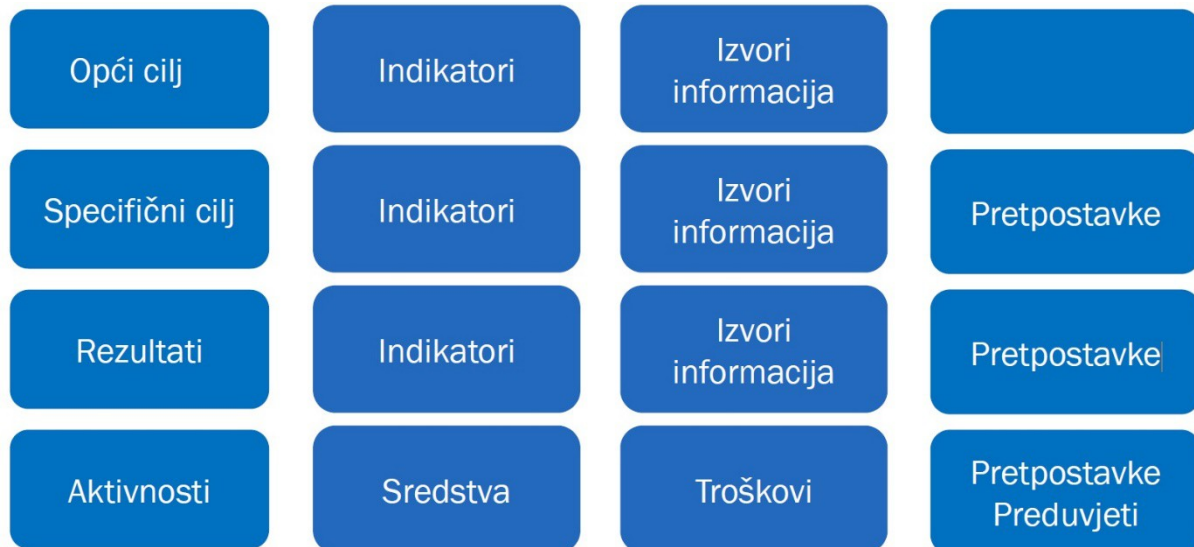 Opći cilj
Indikatori
Izvori
informacija
Specifični cilj
Indikatori
Izvori
informacija
Pretpostavke
Rezultati
Indikatori
Izvori
informacija
Pretpostavke
Aktivnosti
Sredstva
Troškovi
Pretpostavke
Preduvjeti